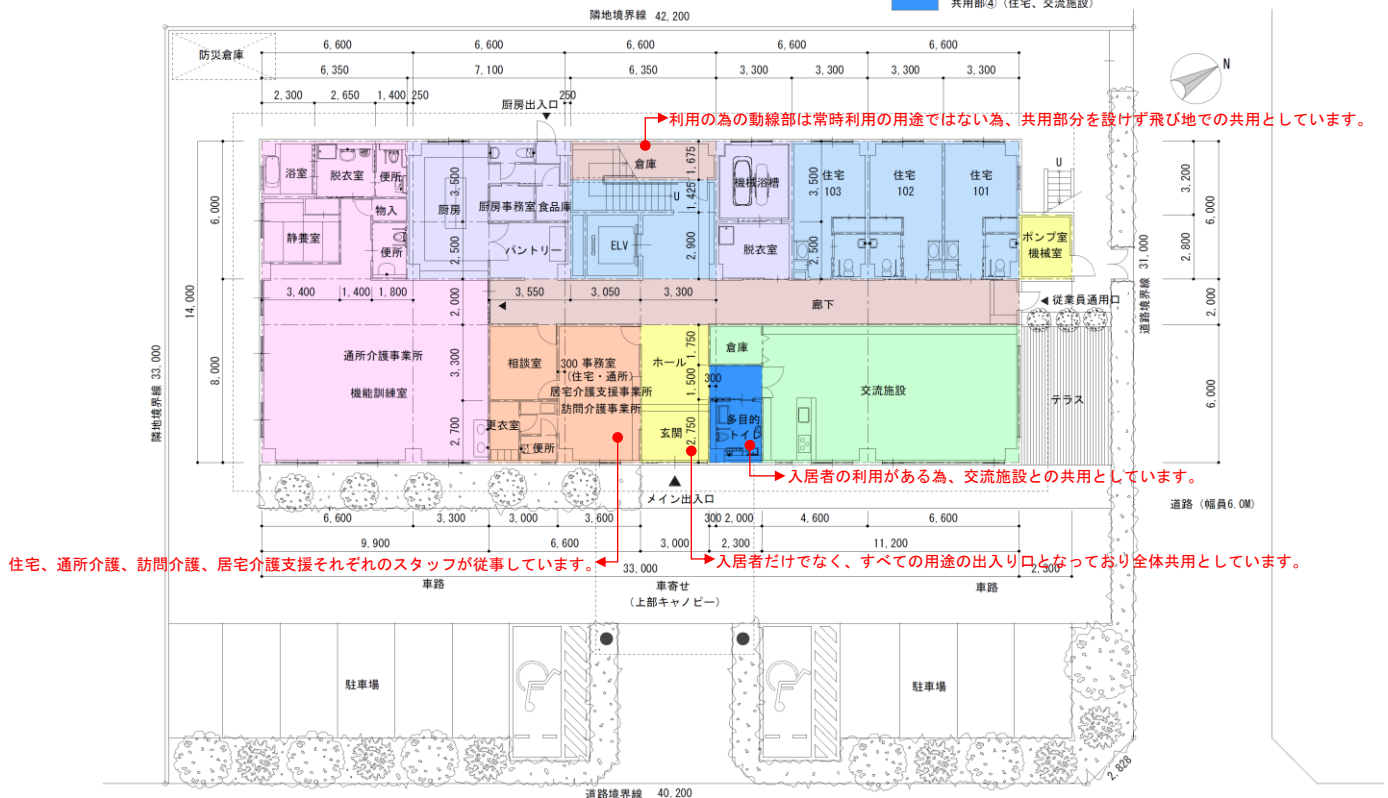 共用部④（住宅、交流施設）
隣地境界線 42,200
防災倉庫
6,600 6,600 6,600 6,600 6,600
6,350 7,100 6,350 3,300 3,300 3,300 3,300
2,300 2,650 1,400 250 250
厨房出入口
N
利用の為の動線部は常時利用の用途ではない為、共用部分を設けず飛び地での共用としています。
浴室
脱衣室
便所
物入
静養室
便所
厨房
3,500
2,500
厨房事務室
食品庫
パントリー
倉庫
1,675
1,425
U
ELV
2,900
機械浴槽
脱衣室
3,500
2,500
住宅
103
住宅
102
住宅
101
U
ポンプ室
機械室
3,200
2,800
6,000
道路境界線 31,000
6,000
14,000
8,000
隣地境界線 33,000
3,400 1,400 1,800
2,000
3,550 3,050 3,300
廊下
従業員通用口
2,000
通所介護事業所
機能訓練室
3,300
2,700
相談室
300
事務室
(住宅・通所)
居宅介護支援事業所
訪問介護事業所
更衣室
便所
ホール
玄関
1,750
1,500
2,750
300
倉庫
多目的
トイレ
交流施設
テラス
6,000
メイン出入口
入居者の利用がある為、交流施設との共用としています。
道路（幅員6.0M）
6,600 3,300 3,000 3,600 300 2,000 4,600 6,600
9,900 6,600 3,000 2,300 11,200
住宅、通所介護、訪問介護、居宅介護支援それぞれのスタッフが従事しています。
入居者だけでなく、すべての用途の出入り口となっており全体共用としています。
33,000
2,300
車路
車寄せ
(上部キャノピー)
車路
駐車場
駐車場
2,828
道路境界線 40,200